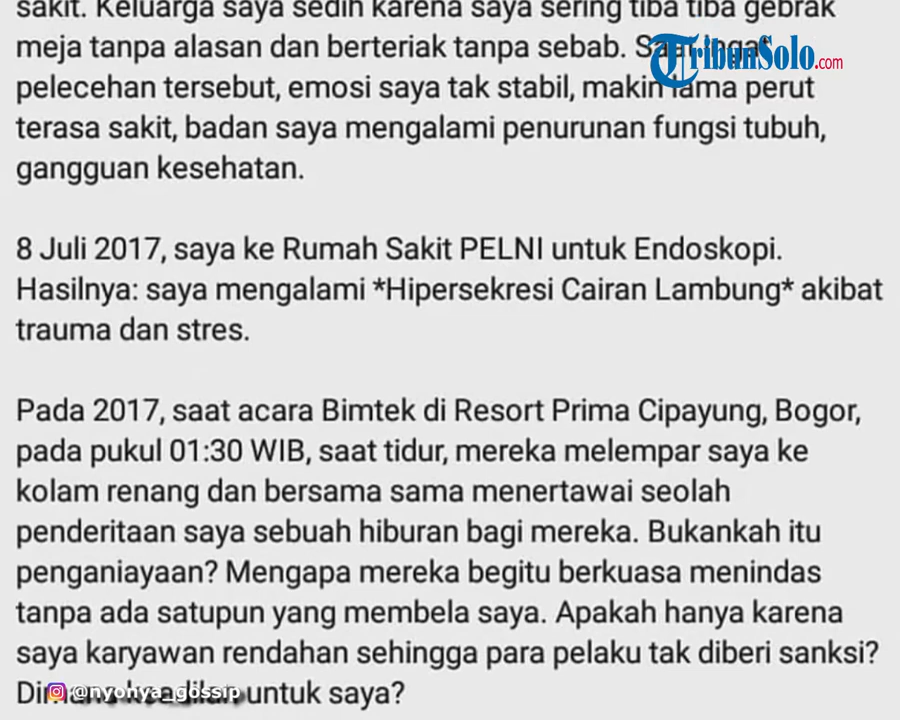 sakit. Keluarga saya sedih karena saya sering tiba tiba gebrak
meja tanpa alasan dan berteriak tanpa sebab.
TribunSolo.com
pelecehan tersebut, emosi saya tak stabil, makin lama perut
terasa sakit, badan saya mengalami penurunan fungsi tubuh,
gangguan kesehatan.
8 Juli 2017, saya ke Rumah Sakit PELNI untuk Endoskopi.
Hasilnya: saya mengalami *Hipersekresi Cairan Lambung* akibat
trauma dan stres.
Pada 2017, saat acara Bimtek di Resort Prima Cipayung, Bogor,
pada pukul 01:30 WIB, saat tidur, mereka melempar saya ke
kolam renang dan bersama sama menertawai seolah
penderitaan saya sebuah hiburan bagi mereka. Bukankah itu
penganiayaan? Mengapa mereka begitu berkuasa menindas
tanpa ada satupun yang membela saya. Apakah hanya karena
saya karyawan rendahan sehingga para pelaku tak diberi sanksi?
untuk saya?
@nyonya_gossip